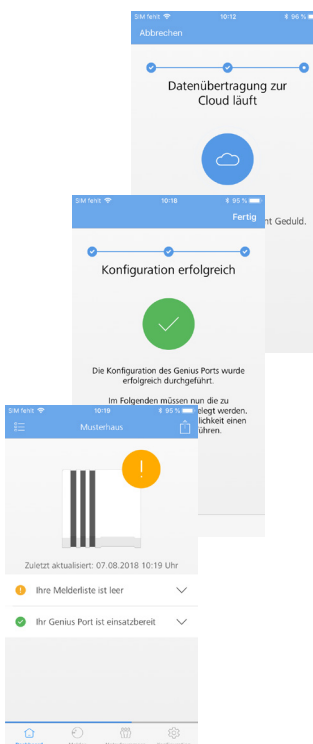 SIM fehlt 10:12 96 %
Abbrechen
Datenübertragung zur
Cloud läuft
nt Geduld.
SIM fehlt 10:18 95 %
Fertig
Konfiguration erfolgreich
Die Konfiguration des Genius Ports wurde
erfolgreich durchgeführt.
Im Folgenden müssen nun die zu
elegt werden.
lichkeit einen
ühren.
SIM fehlt 10:19 95 %
Musterhaus
Zuletzt aktualisiert: 07.08.2018 10:19 Uhr
Ihre Melderliste ist leer
Ihr Genius Port ist einsatzbereit